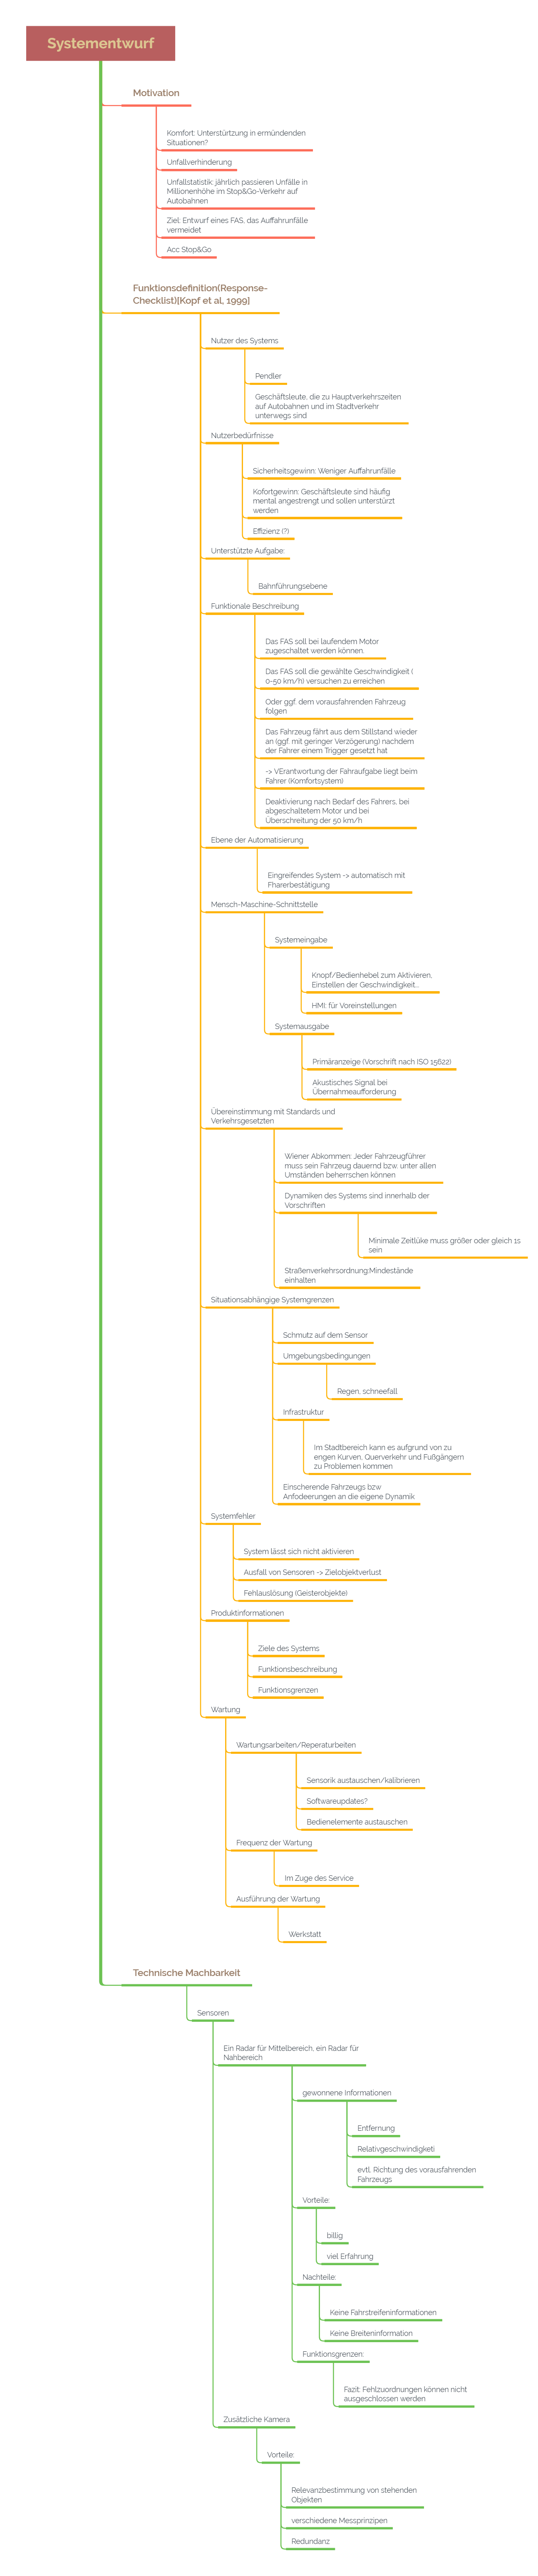 Systementwurf
Motivation
Komfort: Unterstürtzung in ermündenden
Situationen?
Unfallverhinderung
Unfallstatistik: jährlich passieren Unfälle in
Millionenhöhe im Stop&Go-Verkehr auf
Autobahnen
Ziel: Entwurf eines FAS, das Auffahrunfälle
vermeidet
Acc Stop&Go
Funktionsdefinition(Response-
Checklist)[Kopf et al, 1999]
Nutzer des Systems
Pendler
Geschäftsleute, die zu Hauptverkehrszeiten
auf Autobahnen und im Stadtverkehr
unterwegs sind
Nutzerbedürfnisse
Sicherheitsgewinn: Weniger Auffahrunfälle
Kofortgewinn: Geschäftsleute sind häufig
mental angestrengt und sollen unterstürzt
werden
Effizienz (?)
Unterstützte Aufgabe:
Bahnführungsebene
Funktionale Beschreibung
Das FAS soll bei laufendem Motor
zugeschaltet werden können.
Das FAS soll die gewählte Geschwindigkeit (
0-50 km/h) versuchen zu erreichen
Oder ggf. dem vorausfahrenden Fahrzeug
folgen
Das Fahrzeug fährt aus dem Stillstand wieder
an (ggf. mit geringer Verzögerung) nachdem
der Fahrer einem Trigger gesetzt hat
-> VErantwortung der Fahraufgabe liegt beim
Fahrer (Komfortsystem)
Deaktivierung nach Bedarf des Fahrers, bei
abgeschaltetem Motor und bei
Überschreitung der 50 km/h
Ebene der Automatisierung
Eingreifendes System -> automatisch mit
Fharerbestätigung
Mensch-Maschine-Schnittstelle
Systemeingabe
Knopf/Bedienhebel zum Aktivieren,
Einstellen der Geschwindigkeit...
HMI: für Voreinstellungen
Systemausgabe
Primäranzeige (Vorschrift nach ISO 15622)
Akustisches Signal bei
Übernahmeaufforderung
Übereinstimmung mit Standards und
Verkehrsgesetzten
Wiener Abkommen: Jeder Fahrzeugführer
muss sein Fahrzeug dauernd bzw. unter allen
Umständen beherrschen können
Dynamiken des Systems sind innerhalb der
Vorschriften
Minimale Zeitlüke muss größer oder gleich 1s
sein
Straßenverkehrsordnung:Mindestände
einhalten
Situationsabhängige Systemgrenzen
Schmutz auf dem Sensor
Umgebungsbedingungen
Regen, schneefall
Infrastruktur
Im Stadtbereich kann es aufgrund von zu
engen Kurven, Querverkehr und Fußgängern
zu Problemen kommen
Einscherende Fahrzeugs bzw
Anfodeerungen an die eigene Dynamik
Systemfehler
System lässt sich nicht aktivieren
Ausfall von Sensoren -> Zielobjektverlust
Fehlauslösung (Geisterobjekte)
Produktinformationen
Ziele des Systems
Funktionsbeschreibung
Funktionsgrenzen
Wartung
Wartungsarbeiten/Reperaturbeiten
Sensorik austauschen/kalibrieren
Softwareupdates?
Bedienelemente austauschen
Frequenz der Wartung
Im Zuge des Service
Ausführung der Wartung
Werkstatt
Technische Machbarkeit
Sensoren
Ein Radar für Mittelbereich, ein Radar für
Nahbereich
gewonnene Informationen
Entfernung
Relativgeschwindigketi
evtl. Richtung des vorausfahrenden
Fahrzeugs
Vorteile:
billig
viel Erfahrung
Nachteile:
Keine Fahrstreifeninformationen
Keine Breiteninformation
Funktionsgrenzen:
Fazit: Fehlzuordnungen können nicht
ausgeschlossen werden
Zusätzliche Kamera
Vorteile:
Relevanzbestimmung von stehenden
Objekten
verschiedene Messprinzipen
Redundanz